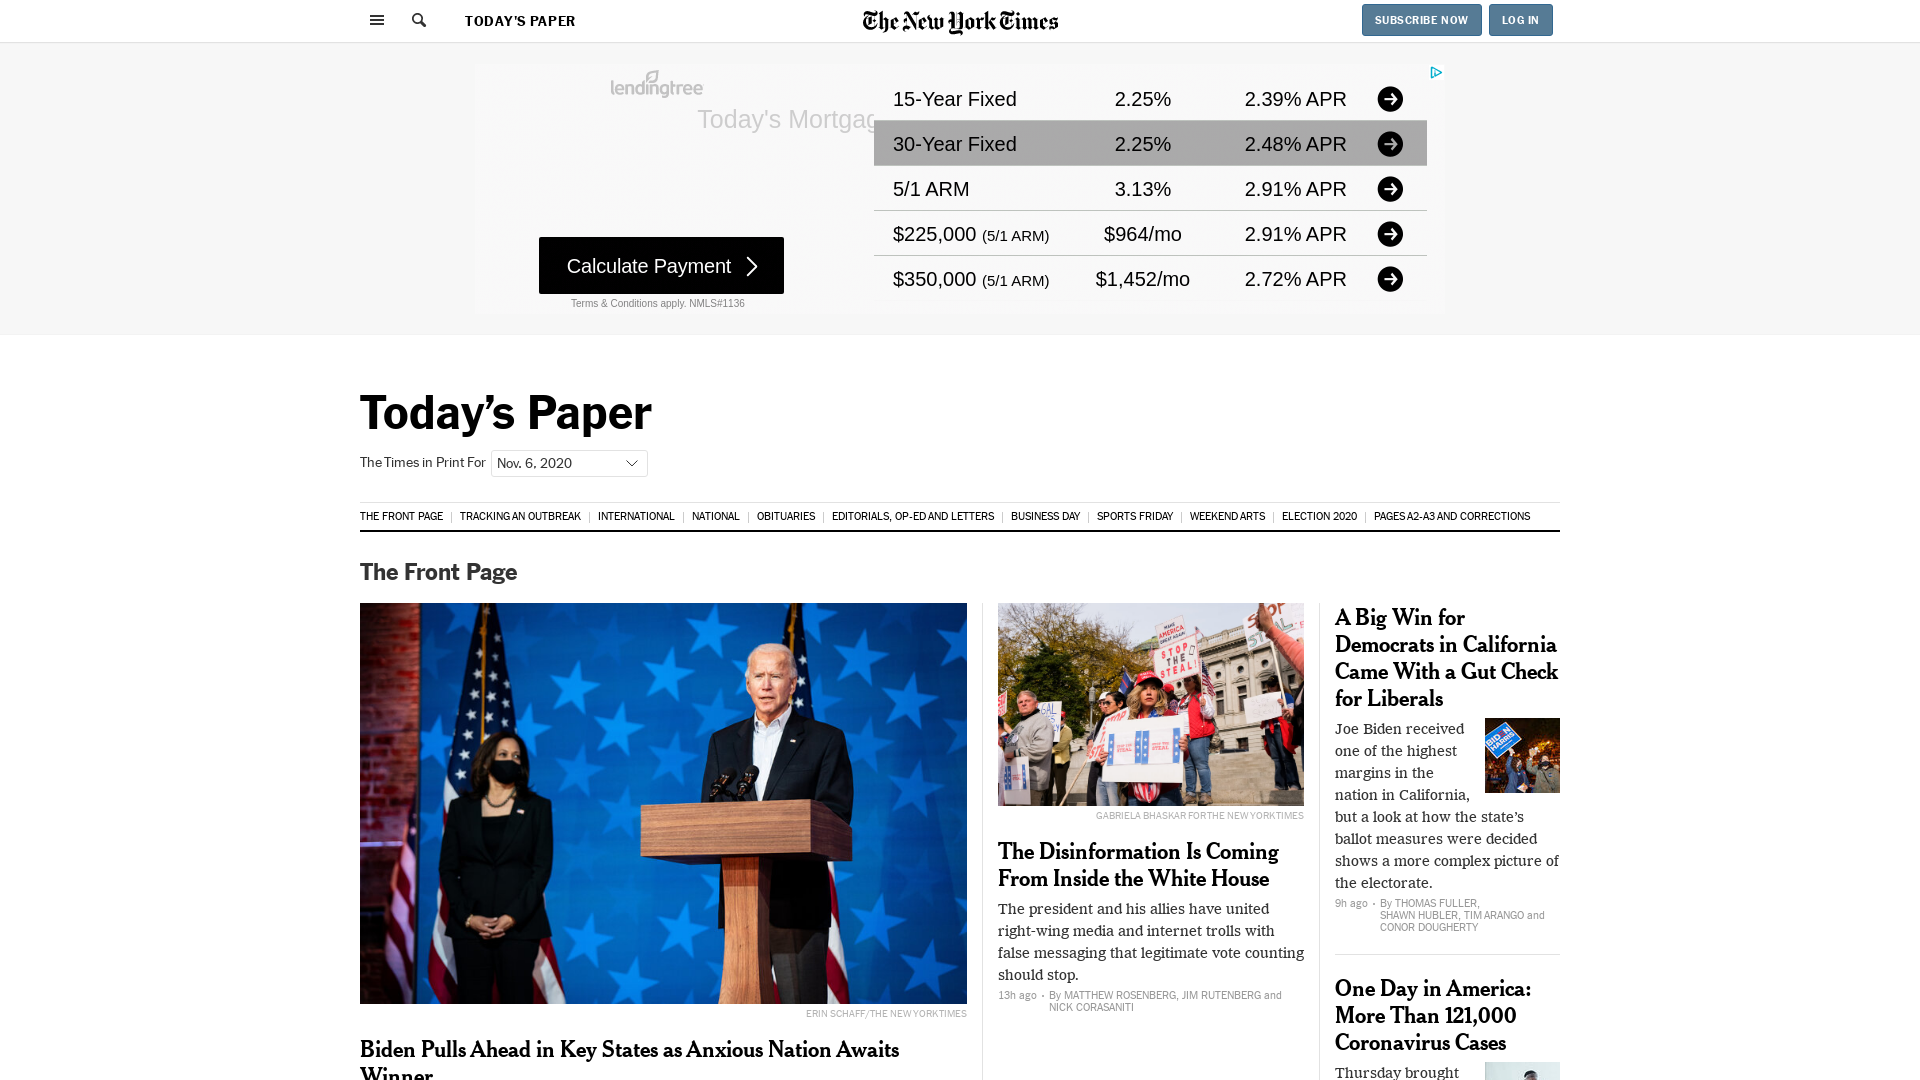 TODAY'S PAPER
The New York Times
SUBSCRIBE NOW
LOG IN
lendingtree
Today's Mortgag
Calculate Payment
Terms & Conditions apply. NMLS#1136
15-Year Fixed 2.25% 2.39% APR
30-Year Fixed 2.25% 2.48% APR
5/1 ARM 3.13% 2.91% APR
$225,000 (5/1 ARM) $964/mo 2.91% APR
$350,000 (5/1 ARM) $1,452/mo 2.72% APR
Today’s Paper
The Times in Print For Nov. 6, 2020
THE FRONT PAGE TRACKING AN OUTBREAK INTERNATIONAL NATIONAL OBITUARIES EDITORIALS, OP-ED AND LETTERS BUSINESS DAY SPORTS FRIDAY WEEKEND ARTS ELECTION 2020 PAGES A2-A3 AND CORRECTIONS
The Front Page
ERIN SCHAFF/THE NEW YORK TIMES
Biden Pulls Ahead in Key States as Anxious Nation Awaits
Winner
STOP
THE
STEAL!
GABRIELA BHASKAR FOR THE NEW YORK TIMES
The Disinformation Is Coming
From Inside the White House
The president and his allies have united
right-wing media and internet trolls with
false messaging that legitimate vote counting
should stop.
13h ago • By MATTHEW ROSENBERG, JIM RUTENBERG and
NICK CORASANITI
A Big Win for
Democrats in California
Came With a Gut Check
for Liberals
BIDEN
HARRIS
Joe Biden received
one of the highest
margins in the
nation in California,
but a look at how the state’s
ballot measures were decided
shows a more complex picture of
the electorate.
9h ago • By THOMAS FULLER,
SHAWN HUBLER, TIM ARANGO and
CONOR DOUGHERTY
One Day in America:
More Than 121,000
Coronavirus Cases
Thursday brought